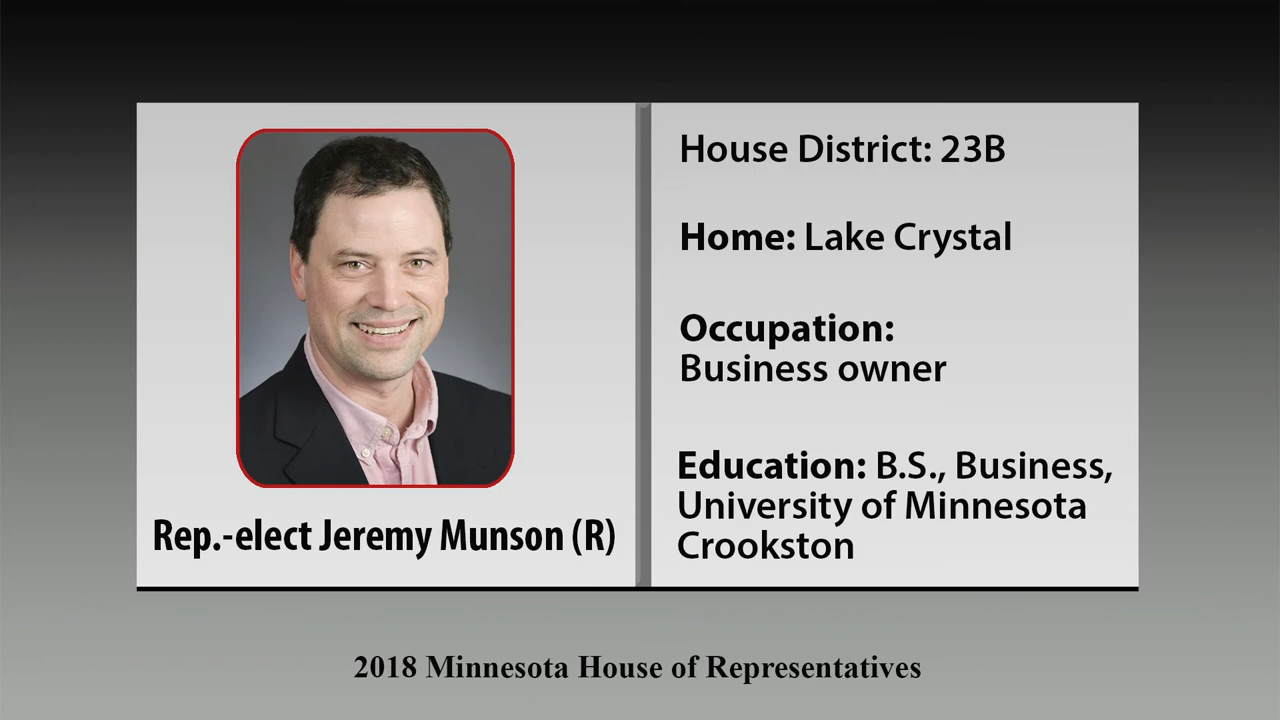 Rep.-elect Jeremy Munson (R)
House District: 23B
Home: Lake Crystal
Occupation:
Business owner
Education: B.S., Business,
University of Minnesota
Crookston
2018 Minnesota House of Representatives